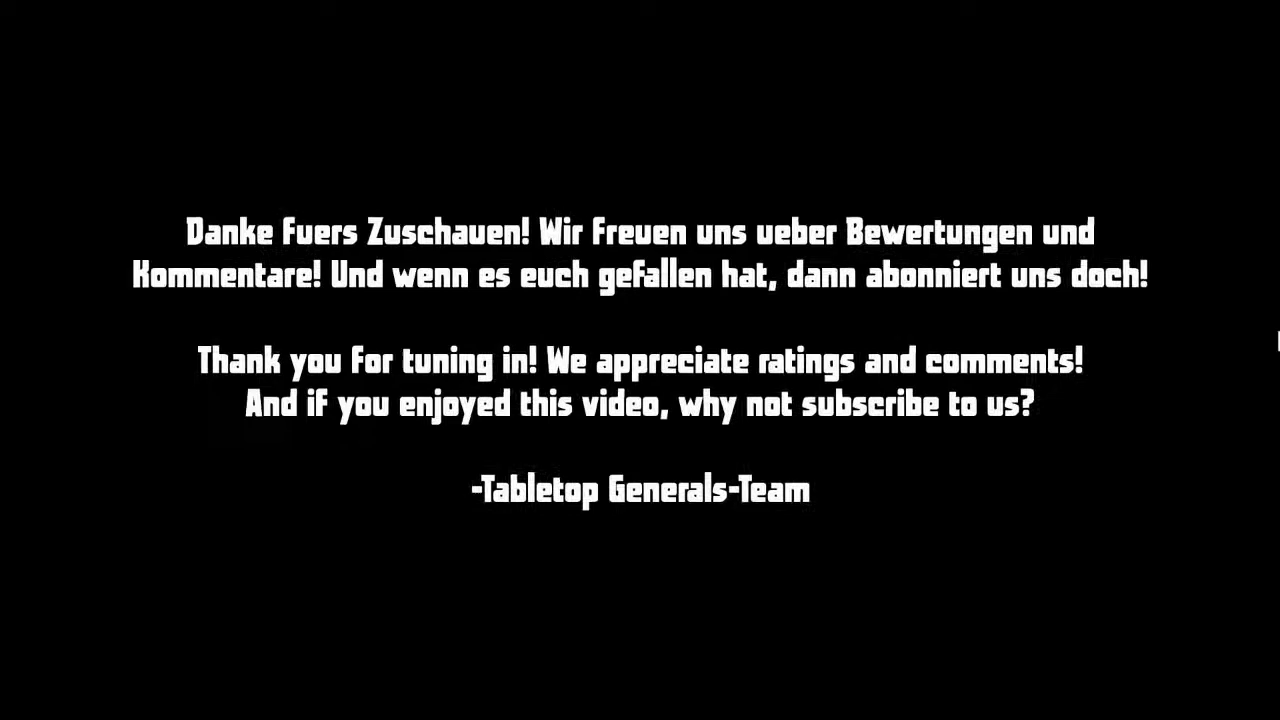 Danke fuers Zuschauen! Wir freuen uns ueber Bewertungen und
Kommentare! Und wenn es euch gefallen hat, dann abonniert uns doch!
Thank you for tuning in! We appreciate ratings and comments!
And if you enjoyed this video, why not subscribe to us?
-Tabletop Generals-Team